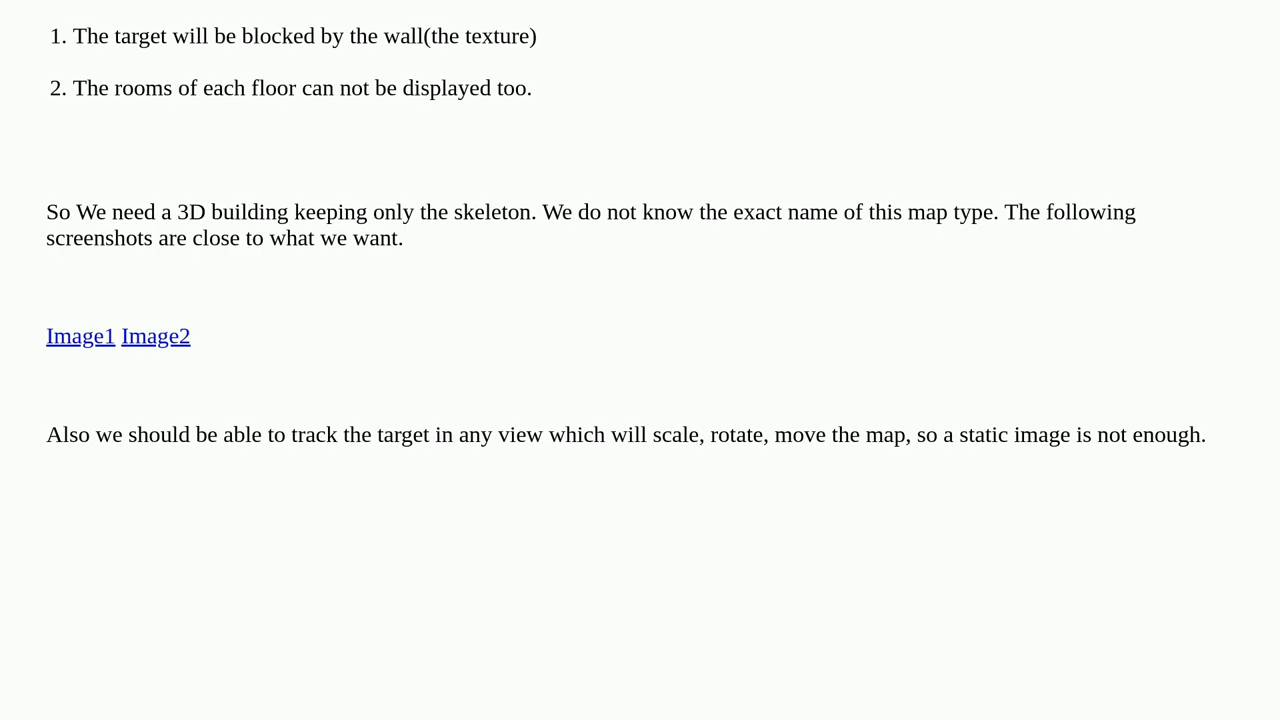 1. The target will be blocked by the wall(the texture)
2. The rooms of each floor can not be displayed too.
So We need a 3D building keeping only the skeleton. We do not know the exact name of this map type. The following
screenshots are close to what we want.
Image1 Image2
Also we should be able to track the target in any view which will scale, rotate, move the map, so a static image is not enough.